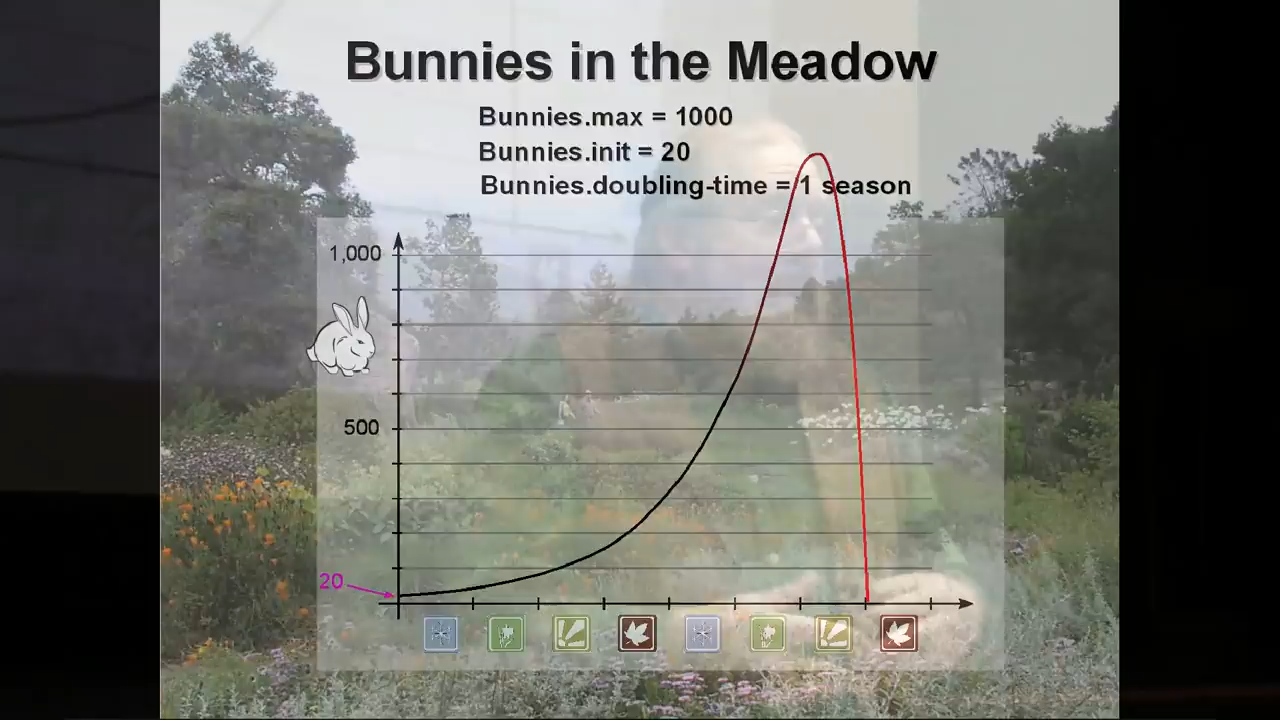 Bunnies in the Meadow
Bunnies.max = 1000
Bunnies.init = 20
Bunnies.doubling-time = 1 season
1,000
500
20